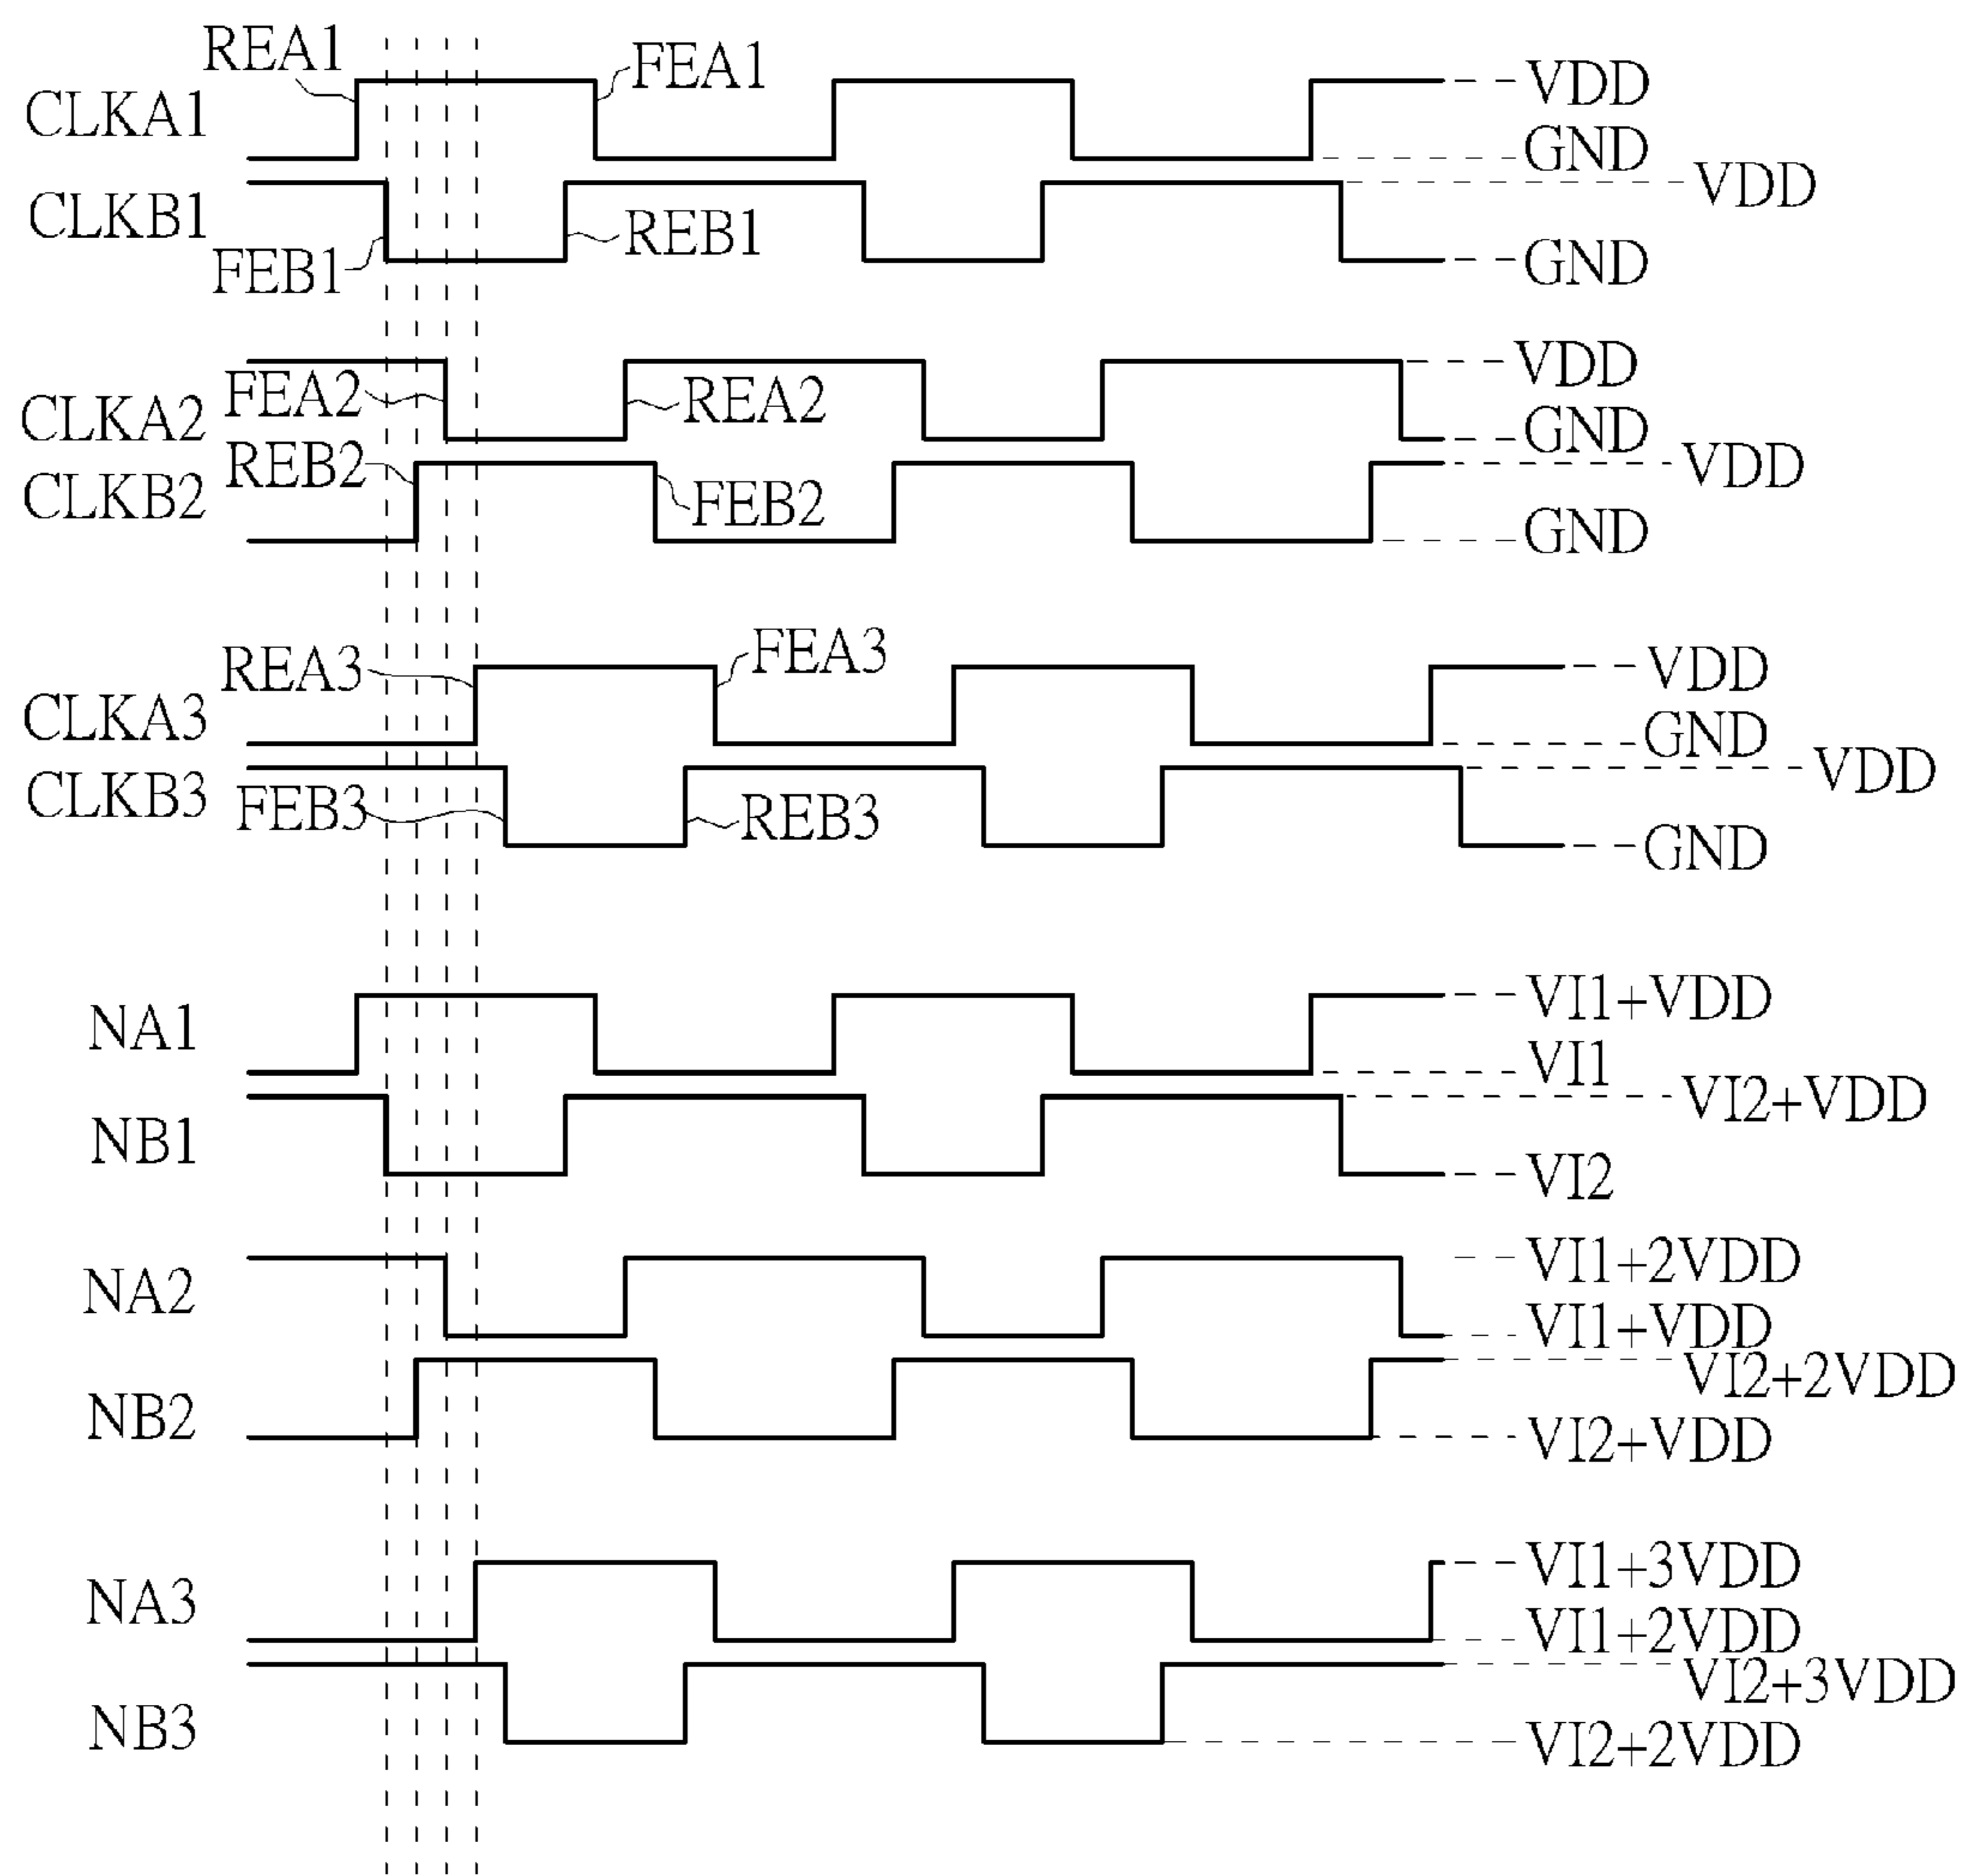 REA1
FEA1
CLKA1
VDD
GND
CLKB1
VDD
REB1
FEB1
GND
VDD
FEA2
REA2
CLKA2
GND
REB2
VDD
CLKB2
FEB2
GND
REA3
FEA3
VDD
CLKA3
GND
CLKB3
VDD
FEB3
REB3
GND
NA1
VI1+VDD
VI1
VI2+VDD
NB1
VI2
NA2
VI1+2VDD
VI1+VDD
VI2+2VDD
NB2
VI2+VDD
NA3
VI1+3VDD
VI1+2VDD
VI2+3VDD
NB3
VI2+2VDD